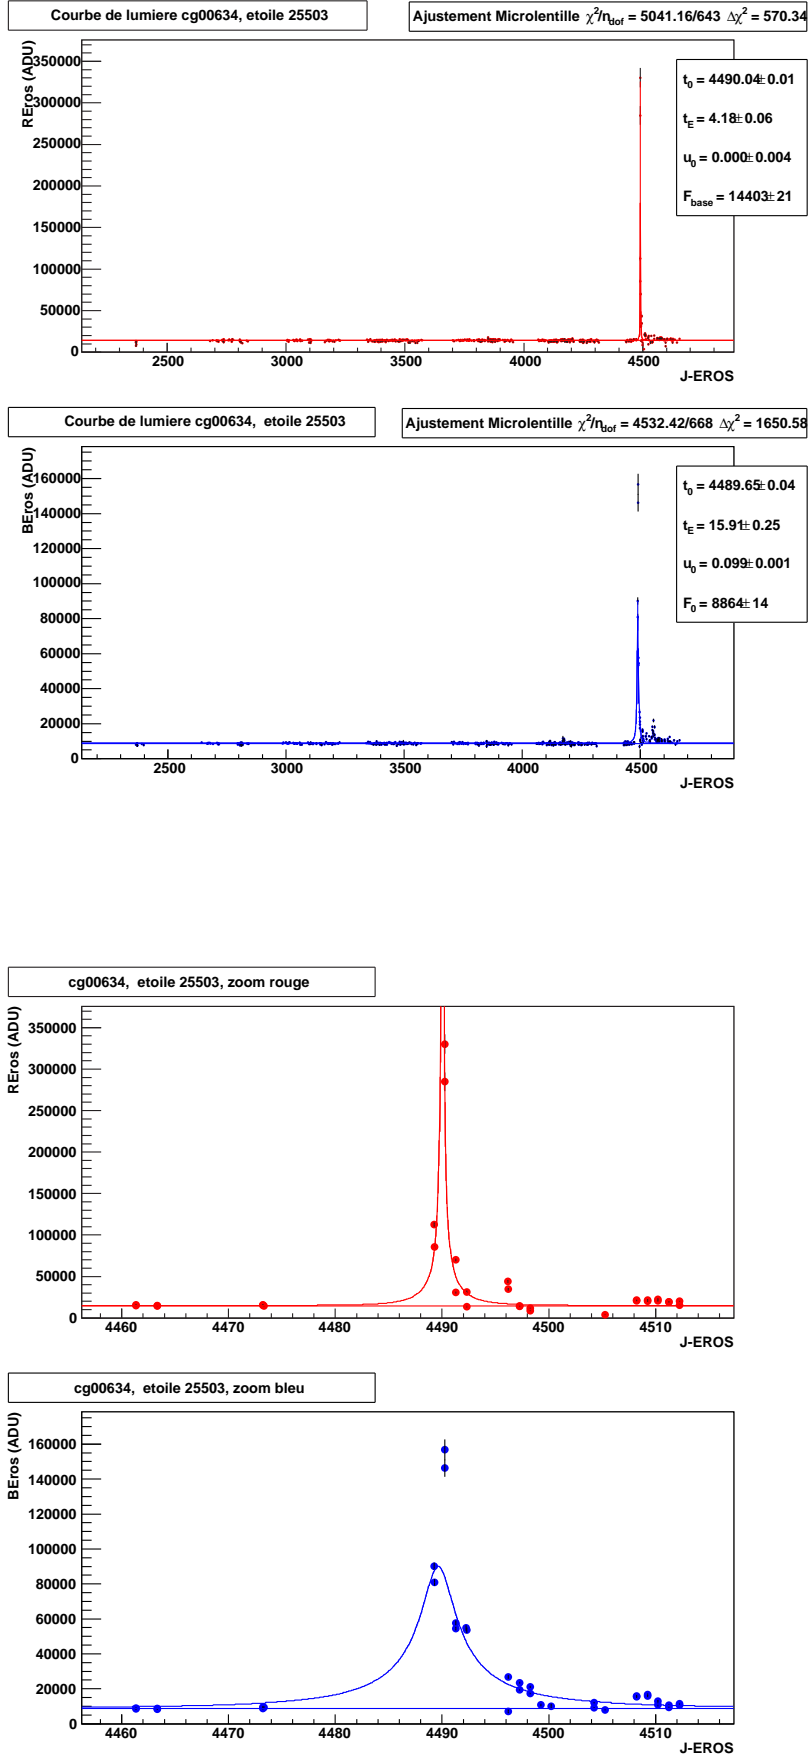 Courbe de lumiere cg00634, etoile 25503
Ajustement Microlentille χ²/n_dof = 5041.16/643 Δχ² = 570.34
REros (ADU)
350000
300000
250000
200000
150000
100000
50000
0
2500 3000 3500 4000 4500
J-EROS
t₀ = 4490.04± 0.01
t_E = 4.18± 0.06
u₀ = 0.000± 0.004
F_base = 14403± 21
Courbe de lumiere cg00634, etoile 25503
Ajustement Microlentille χ²/n_dof = 4532.42/668 Δχ² = 1650.58
BEros (ADU)
160000
140000
120000
100000
80000
60000
40000
20000
0
2500 3000 3500 4000 4500
J-EROS
t₀ = 4489.65± 0.04
t_E = 15.91± 0.25
u₀ = 0.099± 0.001
F₀ = 8864± 14
cg00634, etoile 25503, zoom rouge
REros (ADU)
350000
300000
250000
200000
150000
100000
50000
0
4460 4470 4480 4490 4500 4510
J-EROS
cg00634, etoile 25503, zoom bleu
BEros (ADU)
160000
140000
120000
100000
80000
60000
40000
20000
0
4460 4470 4480 4490 4500 4510
J-EROS